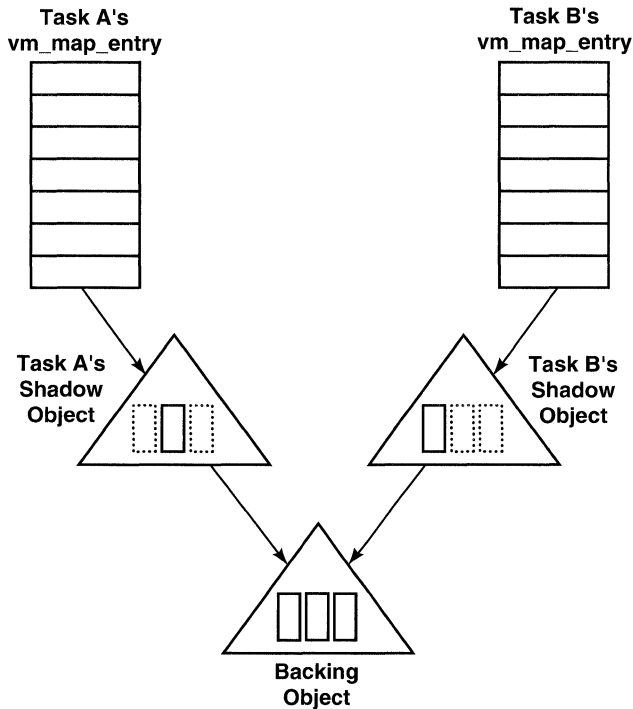 Task A's
vm_map_entry
Task B's
vm_map_entry
Task A's
Shadow
Object
Task B's
Shadow
Object
Backing
Object